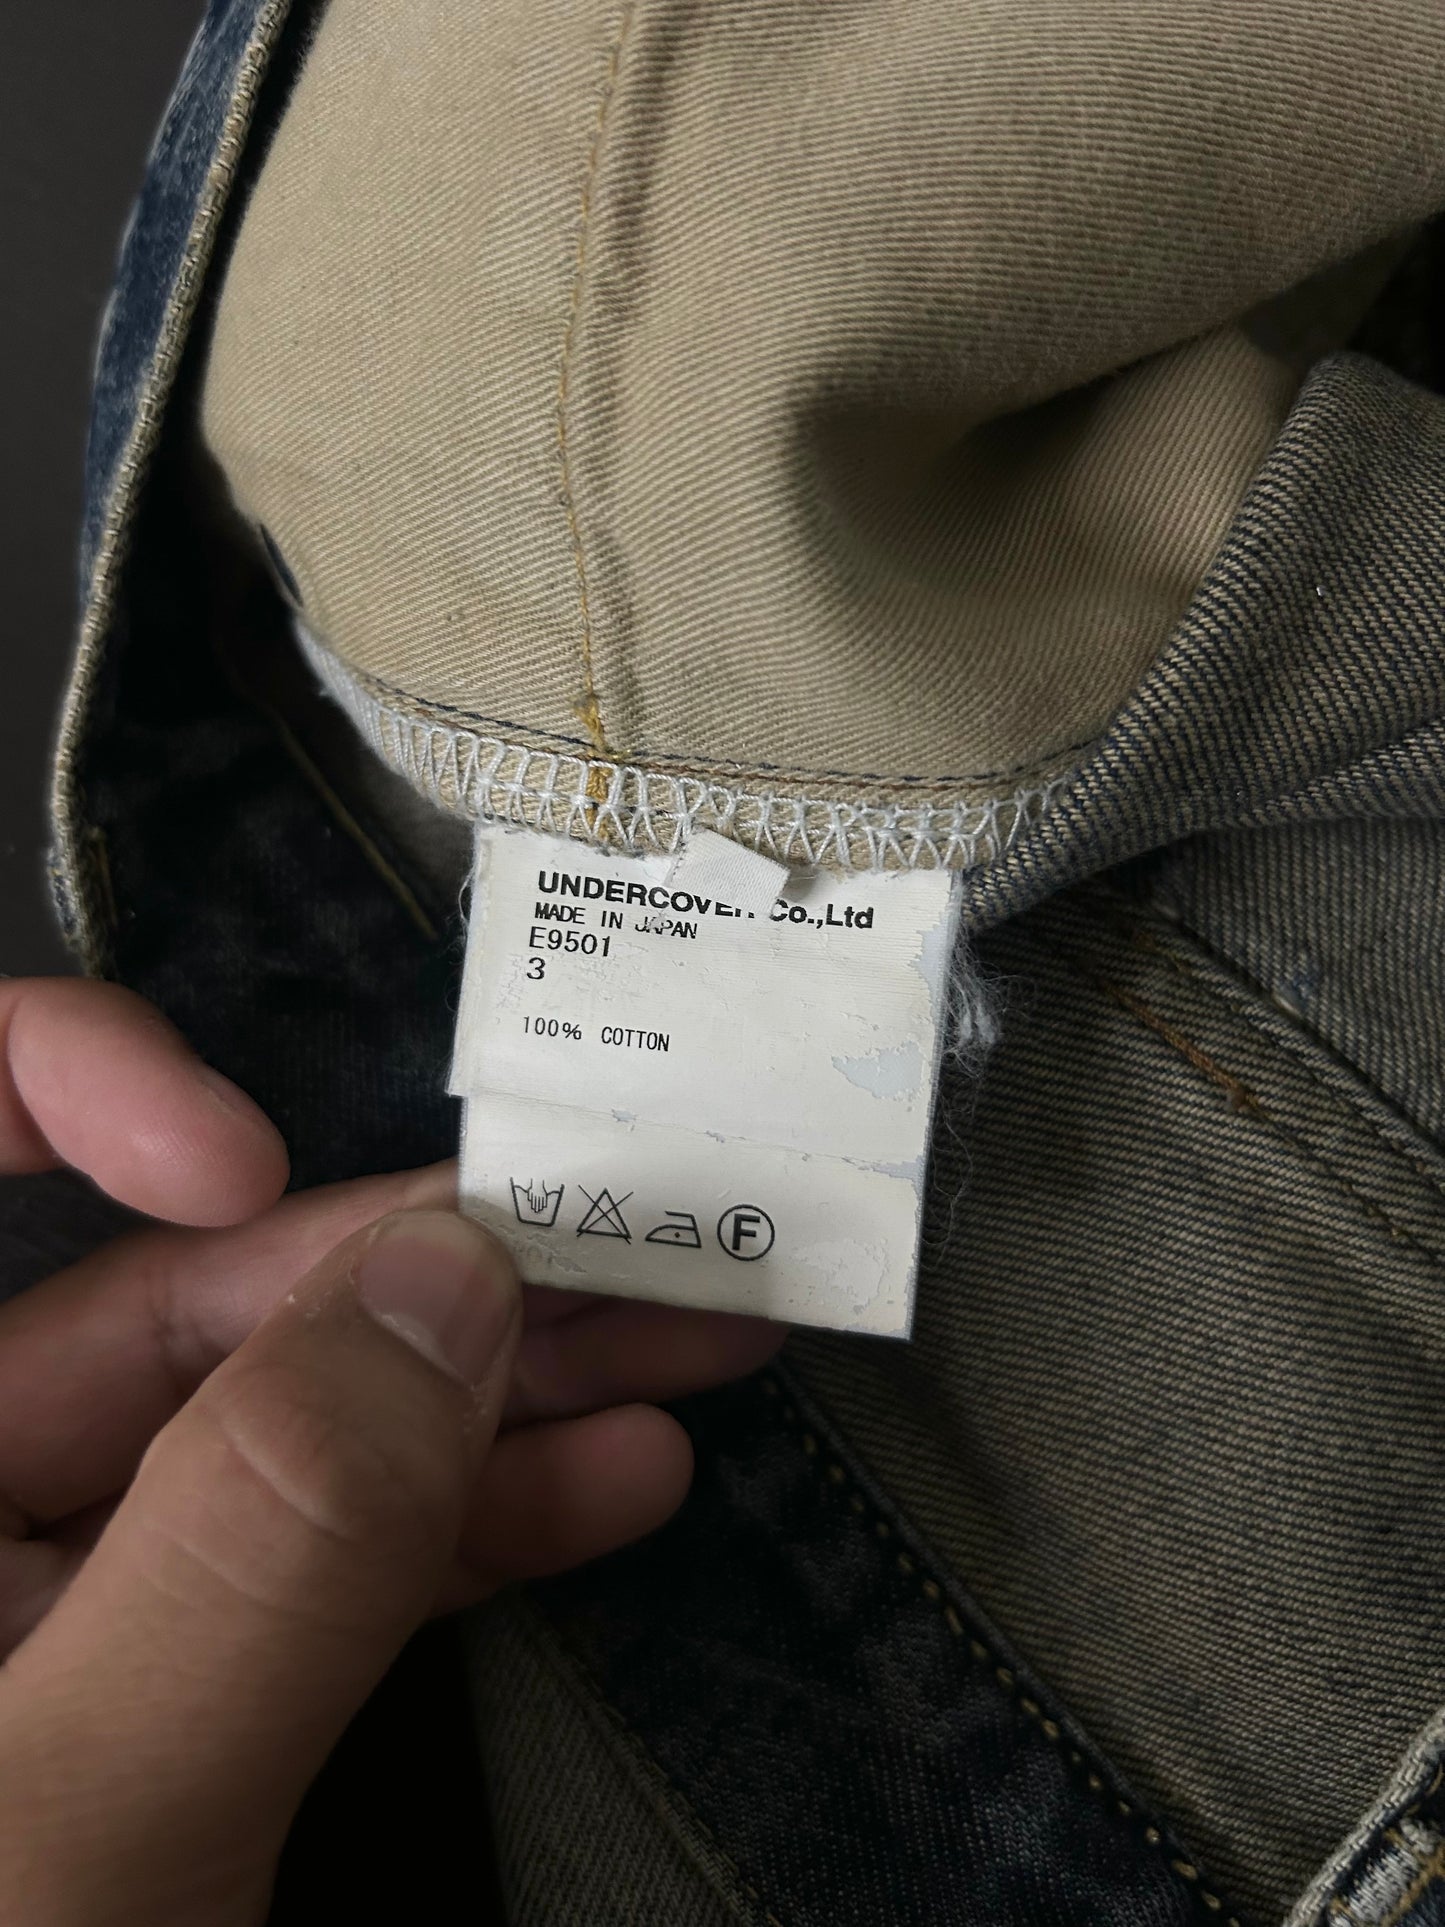 UNDERCOVER Co.,Ltd
MADE IN JAPAN
E9501
3
100% COTTON
F